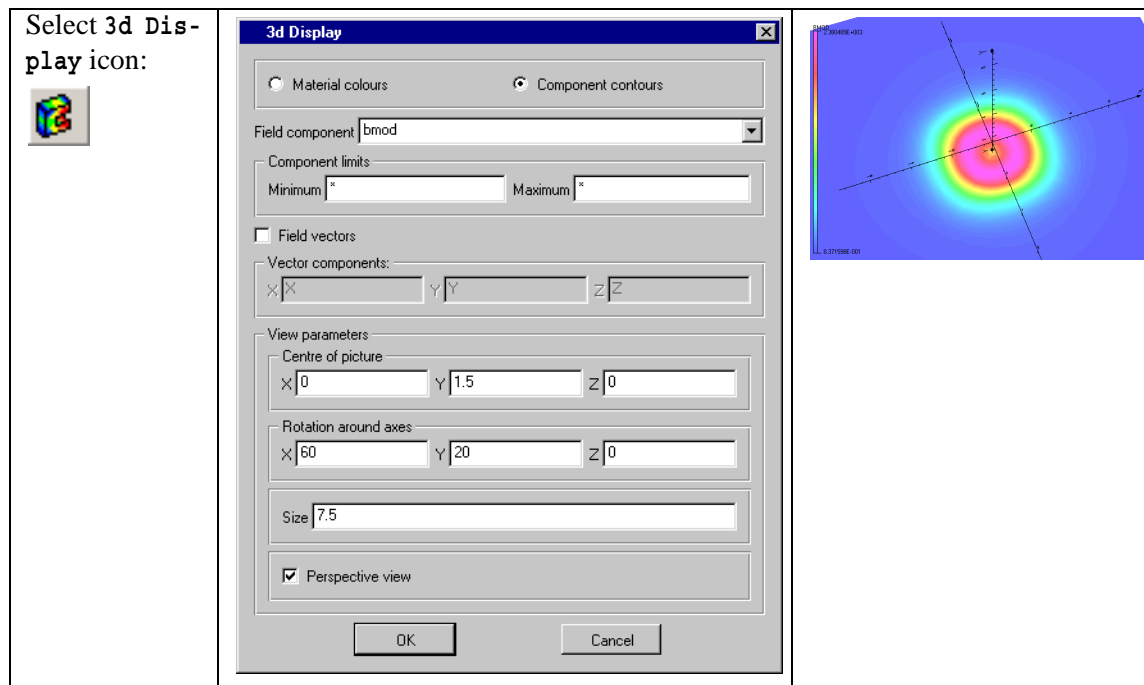 Select 3d Dis-
play icon:
3d Display
Material colours
Component contours
Field component bmod
Component limits
Minimum * Maximum *
Field vectors
Vector components:
X X Y Y Z Z
View parameters
Centre of picture
X 0 Y 1.5 Z 0
Rotation around axes
X 60 Y 20 Z 0
Size 7.5
Perspective view
OK Cancel
BMOD